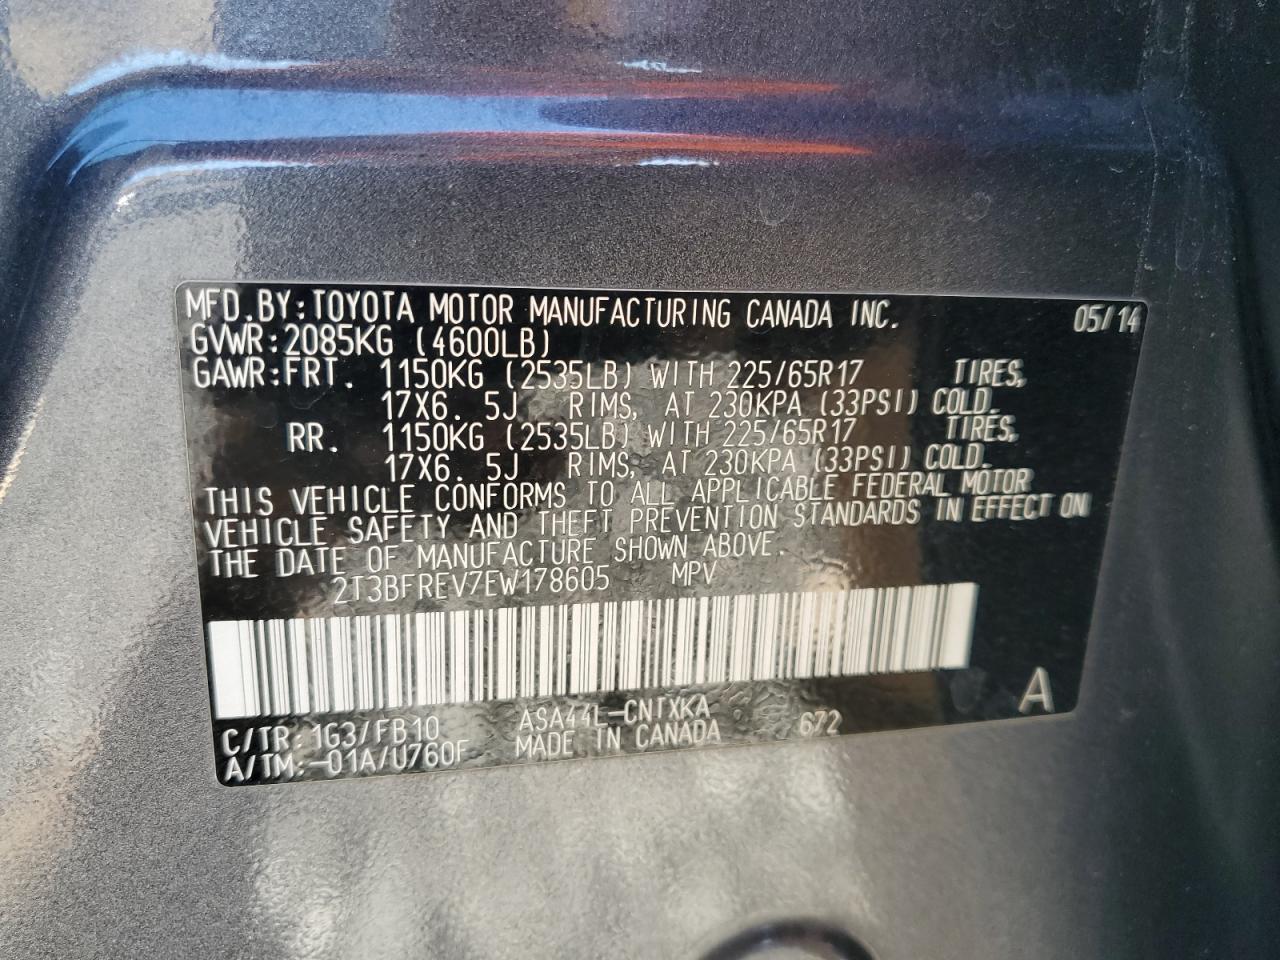 MFD.BY:TOYOTA MOTOR MANUFACTURING CANADA INC. 05/14
GVWR:2085KG (4600LB)
GAWR:FRT. 1150KG (2535LB) WITH 225/65R17 TIRES,
17X6. 5J RIMS, AT 230KPA (33PSI) COLD.
RR. 1150KG (2535LB) WITH 225/65R17 TIRES,
17X6. 5J RIMS, AT 230KPA (33PSI) COLD.
THIS VEHICLE CONFORMS TO ALL APPLICABLE FEDERAL MOTOR
VEHICLE SAFETY AND THEFT PREVENTION STANDARDS IN EFFECT ON
THE DATE OF MANUFACTURE SHOWN ABOVE.
2T3BFREV7EW178605 MPV
A
C/TR:1G3/FB10 ASA44L-CNTXKA 672
A/TM:-01A/U760F MADE IN CANADA